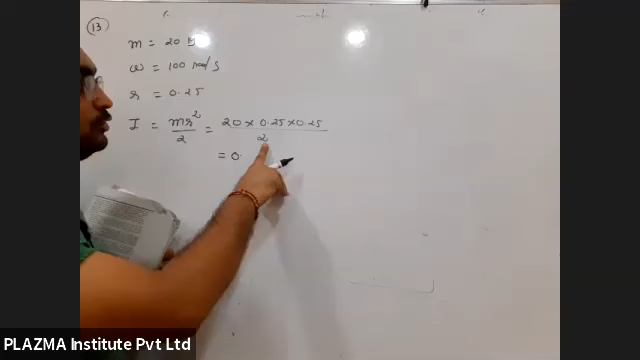 13
m = 20 kg
ω = 100 rad/s
r = 0.25
I = mr²/2 = 20 × 0.25 × 0.25/2
= 0.
PLAZMA Institute Pvt Ltd